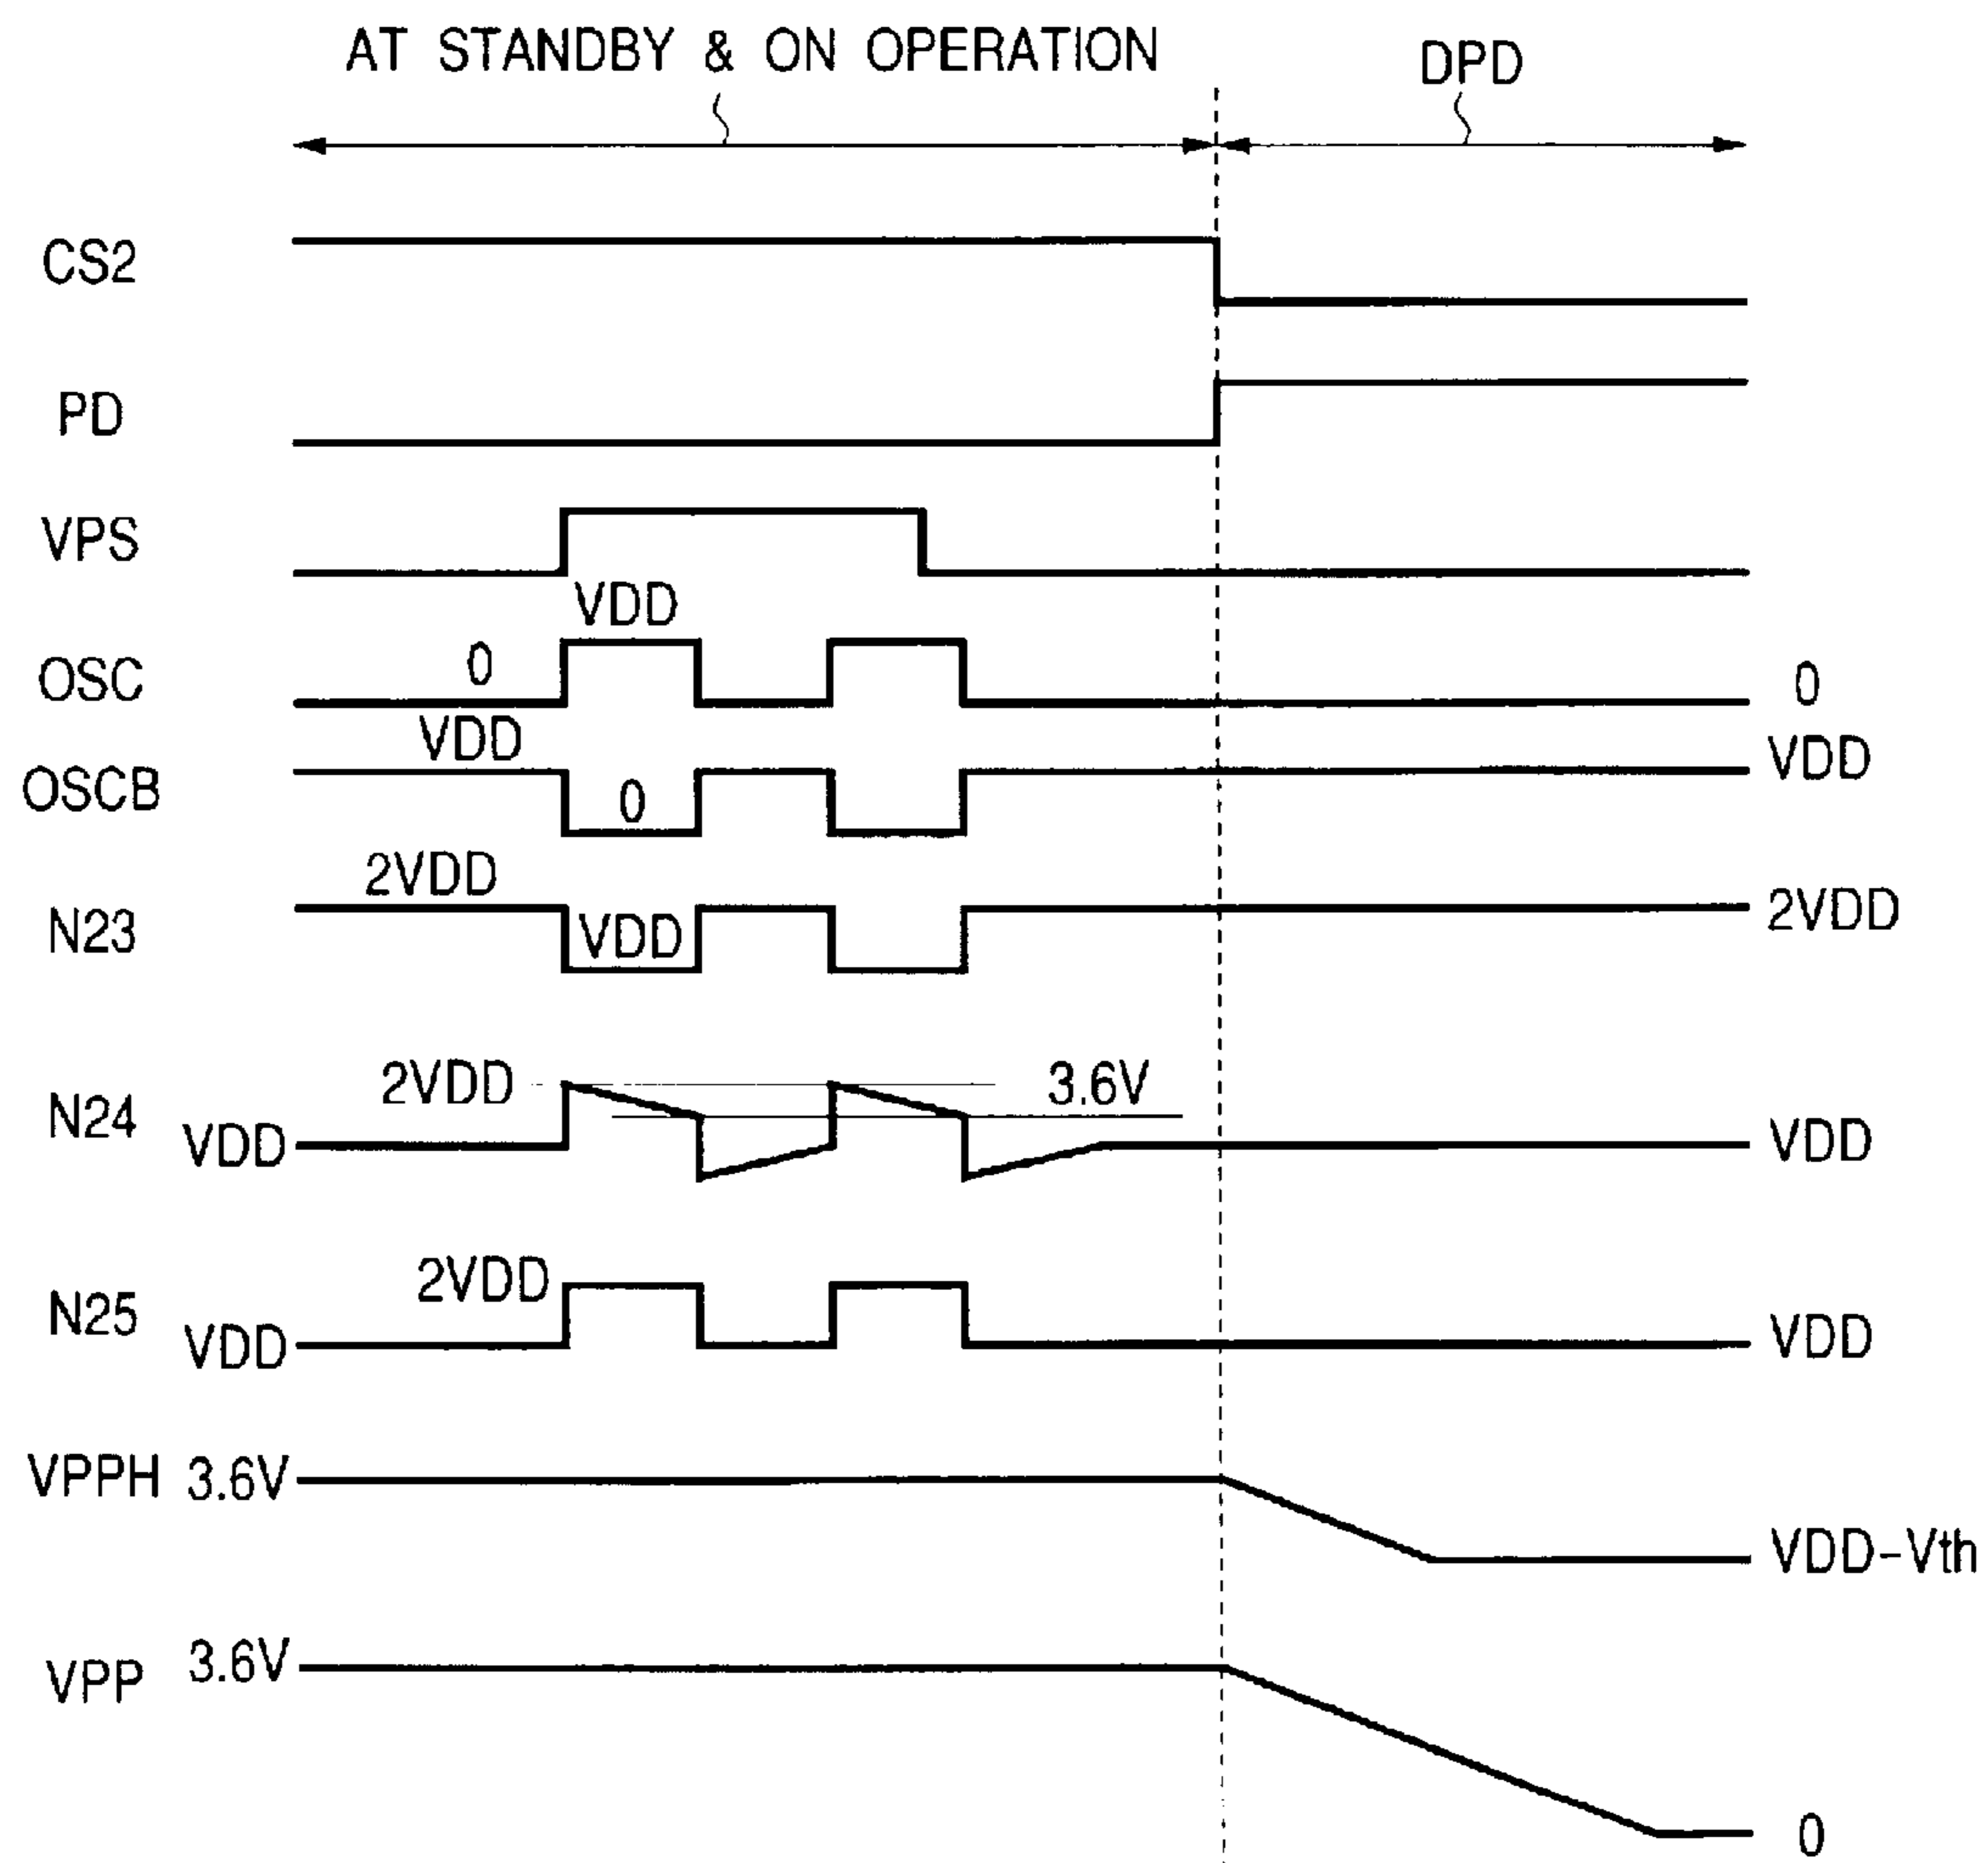 AT STANDBY & ON OPERATION DPD
CS2
PD
VPS
VDD
OSC 0 0
VDD VDD
OSCB 0
2VDD 2VDD
N23 VDD
2VDD 3.6V
N24 VDD VDD
2VDD
N25 VDD VDD
VPPH 3.6V
VDD-Vth
VPP 3.6V
0